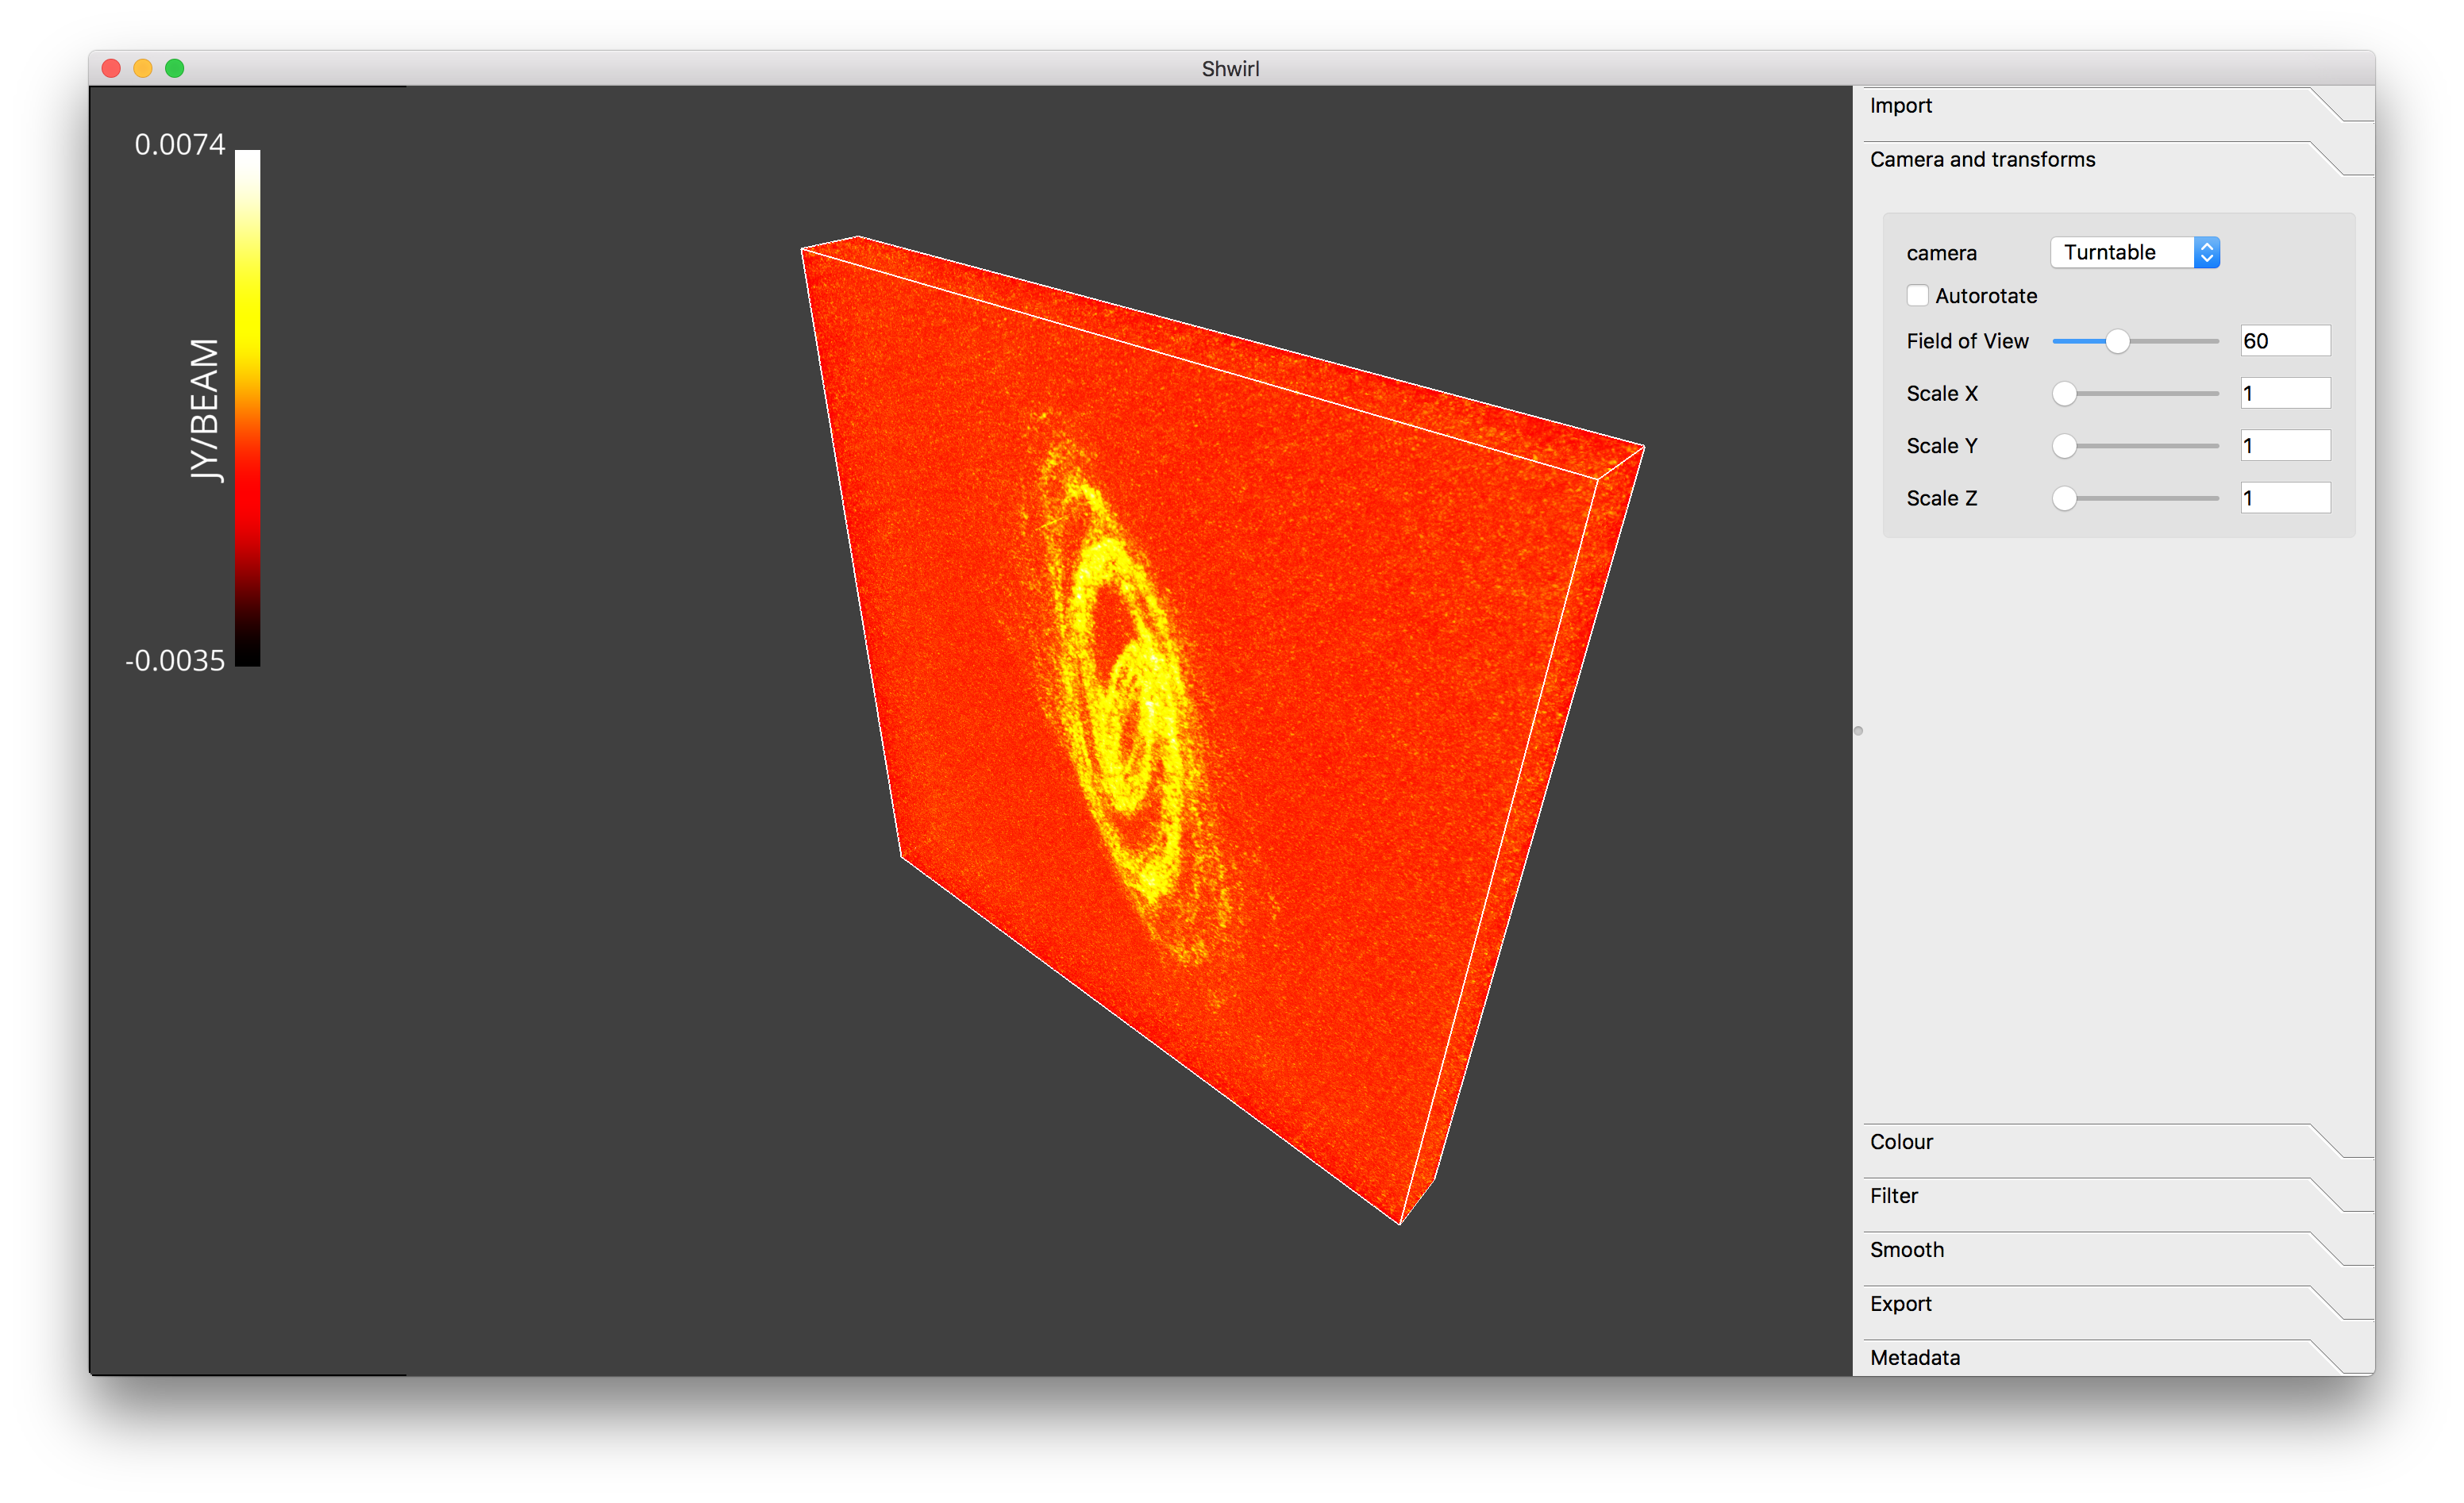 Shwirl
0.0074
JY/BEAM
-0.0035
Import
Camera and transforms
camera Turntable
Autorotate
Field of View 60
Scale X 1
Scale Y 1
Scale Z 1
Colour
Filter
Smooth
Export
Metadata